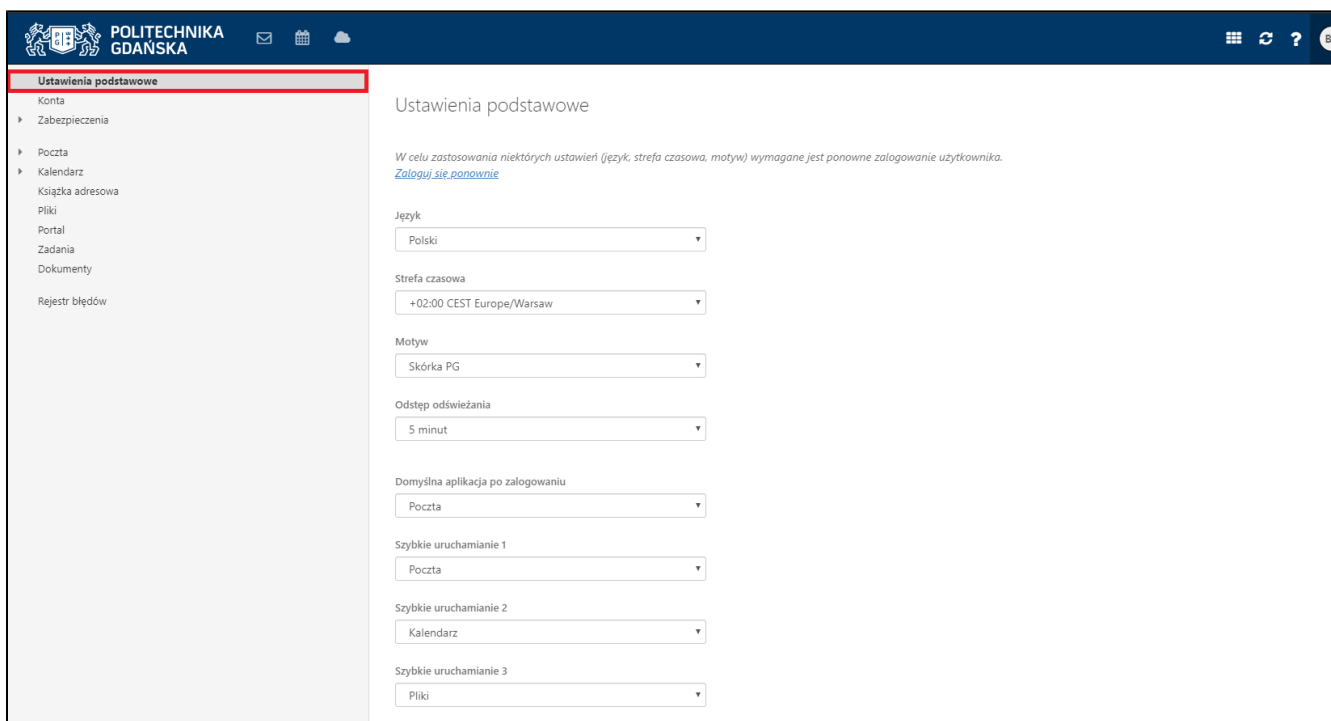 POLITECHNIKA
GDAŃSKA
?
B
Ustawienia podstawowe
Konta
Zabezpieczenia
Poczta
Kalendarz
Książka adresowa
Pliki
Portal
Zadania
Dokumenty
Rejestr błędów
Ustawienia podstawowe
W celu zastosowania niektórych ustawień (język, strefa czasowa, motyw) wymagane jest ponowne zalogowanie użytkownika.
Zaloguj się ponownie
Język
Polski
Strefa czasowa
+02:00 CEST Europe/Warsaw
Motyw
Skórka PG
Odstęp odświeżania
5 minut
Domyślna aplikacja po zalogowaniu
Poczta
Szybkie uruchamianie 1
Poczta
Szybkie uruchamianie 2
Kalendarz
Szybkie uruchamianie 3
Pliki